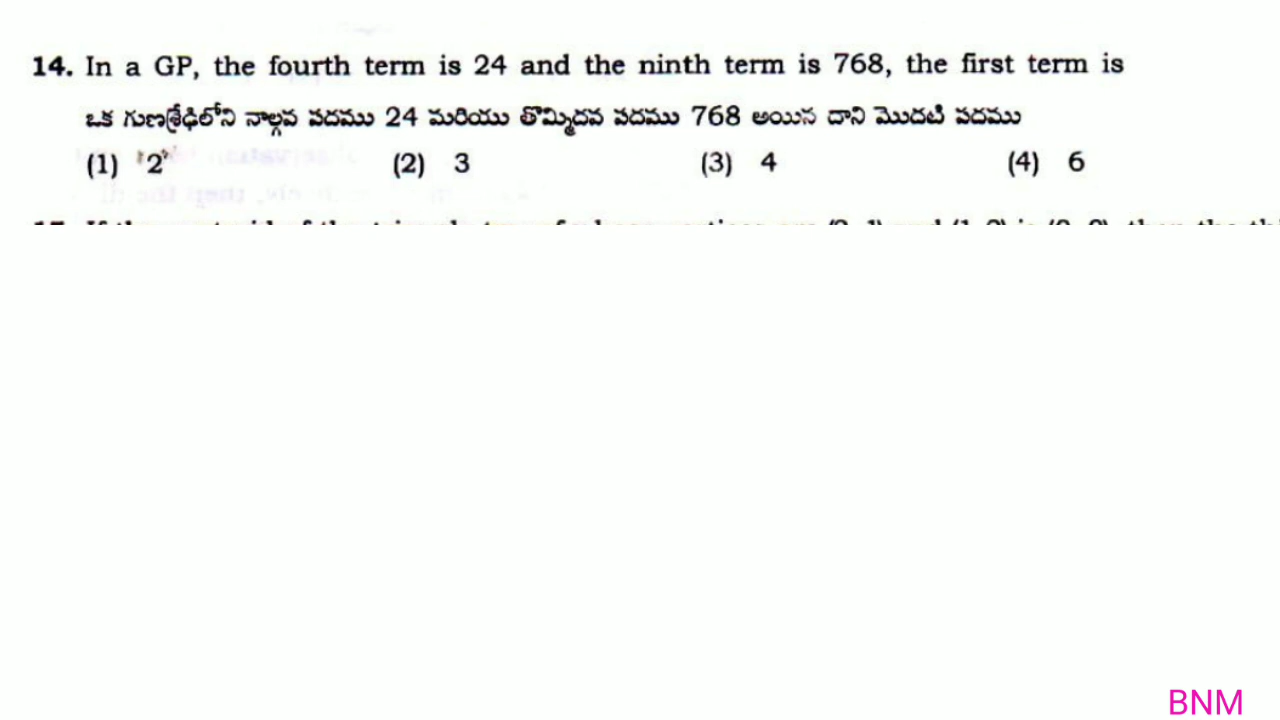 14. In a GP, the fourth term is 24 and the ninth term is 768, the first term is
ఒక గుణశ్రేఢిలోని నాల్గవ పదము 24 మరియు తొమ్మిదవ పదము 768 అయిన దాని మొదటి పదము
(1) 2 (2) 3 (3) 4 (4) 6
BNM